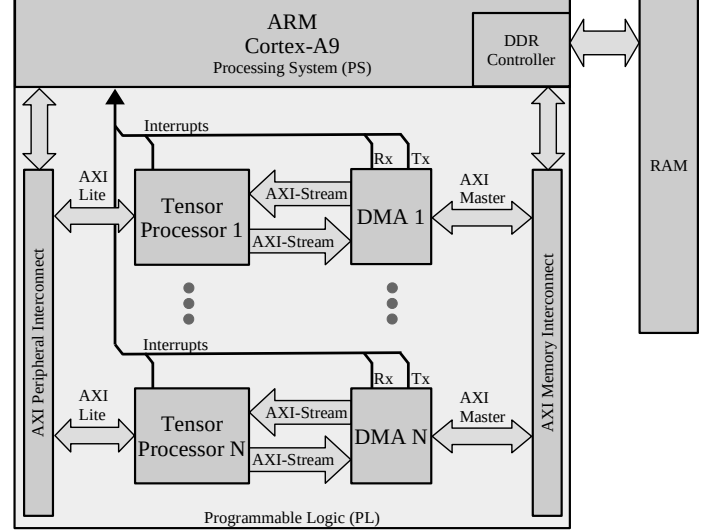 ARM
Cortex-A9
Processing System (PS)
DDR
Controller
RAM
Interrupts
Rx Tx
AXI
Lite
Tensor
Processor 1
AXI-Stream
AXI-Stream
DMA 1
AXI
Master
AXI Peripheral Interconnect
AXI Memory Interconnect
Interrupts
Rx Tx
AXI
Lite
Tensor
Processor N
AXI-Stream
AXI-Stream
DMA N
AXI
Master
Programmable Logic (PL)